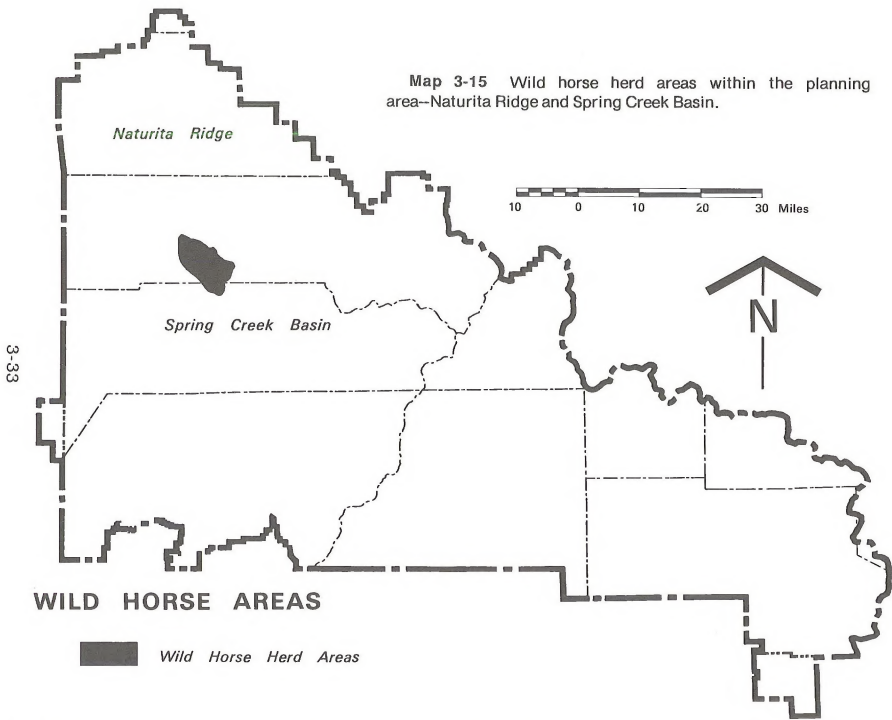 Map 3-15 Wild horse herd areas within the planning
area--Naturita Ridge and Spring Creek Basin.
Naturita Ridge
10 0 10 20 30 Miles
N
Spring Creek Basin
3-33
WILD HORSE AREAS
Wild Horse Herd Areas